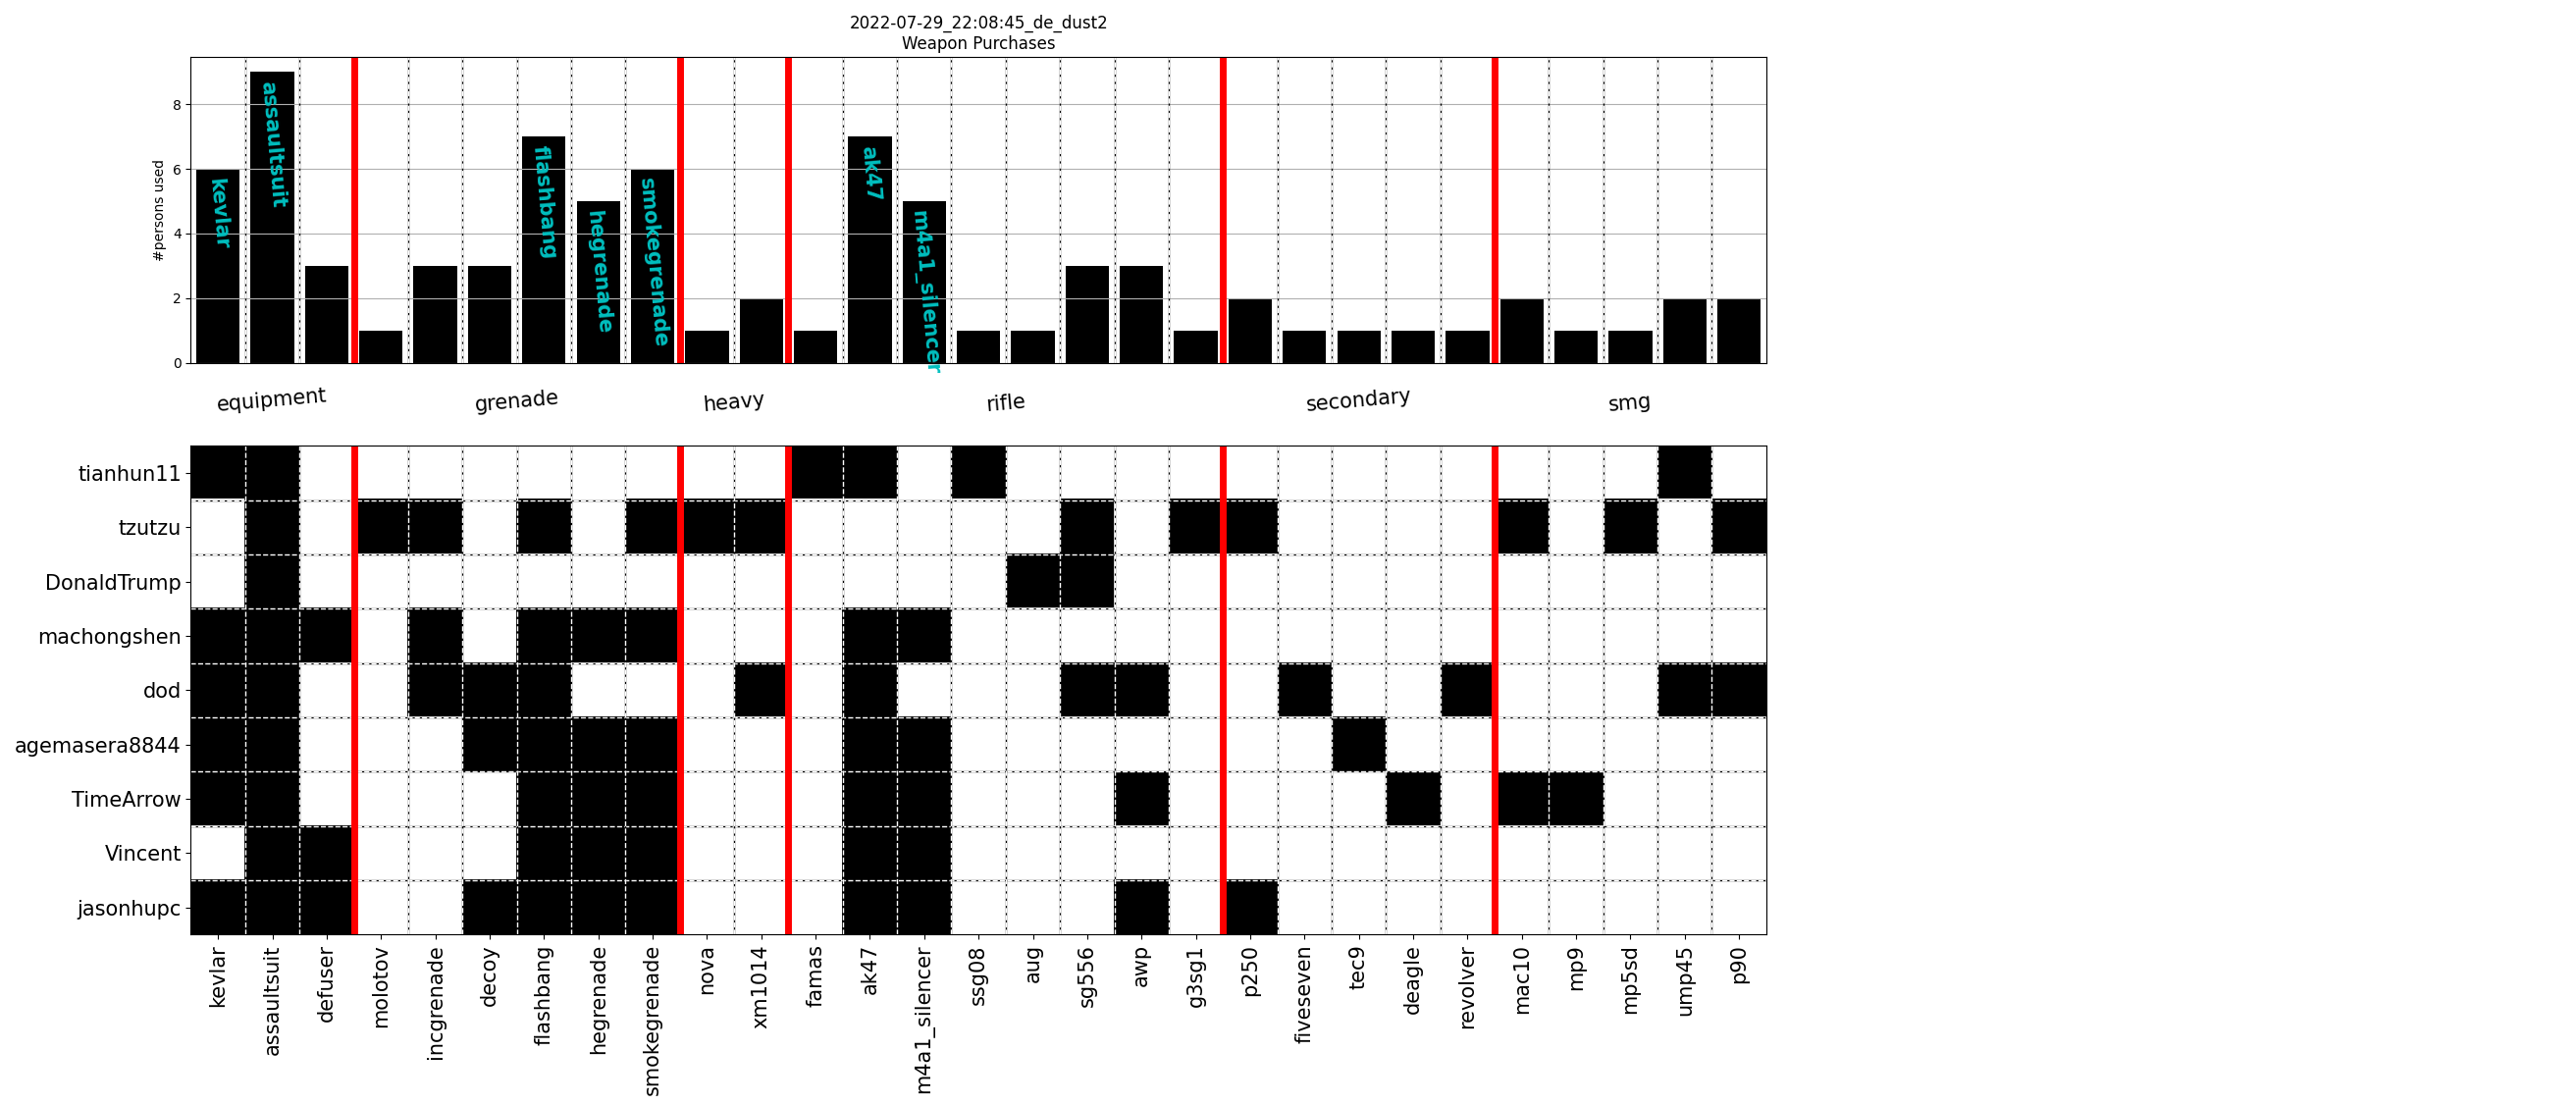 2022-07-29_22:08:45_de_dust2
Weapon Purchases
#persons used
8
6
4
2
0
kevlar
assaultsuit
flashbang
hegrenade
smokegrenade
ak47
m4a1_silencer
equipment
grenade
heavy
rifle
secondary
smg
tianhun11
tzutzu
DonaldTrump
machongshen
dod
agemasera8844
TimeArrow
Vincent
jasonhupc
kevlar
assaultsuit
defuser
molotov
incgrenade
decoy
flashbang
hegrenade
smokegrenade
nova
xm1014
famas
ak47
m4a1_silencer
ssg08
aug
sg556
awp
g3sg1
p250
fiveseven
tec9
deagle
revolver
mac10
mp9
mp5sd
ump45
p90